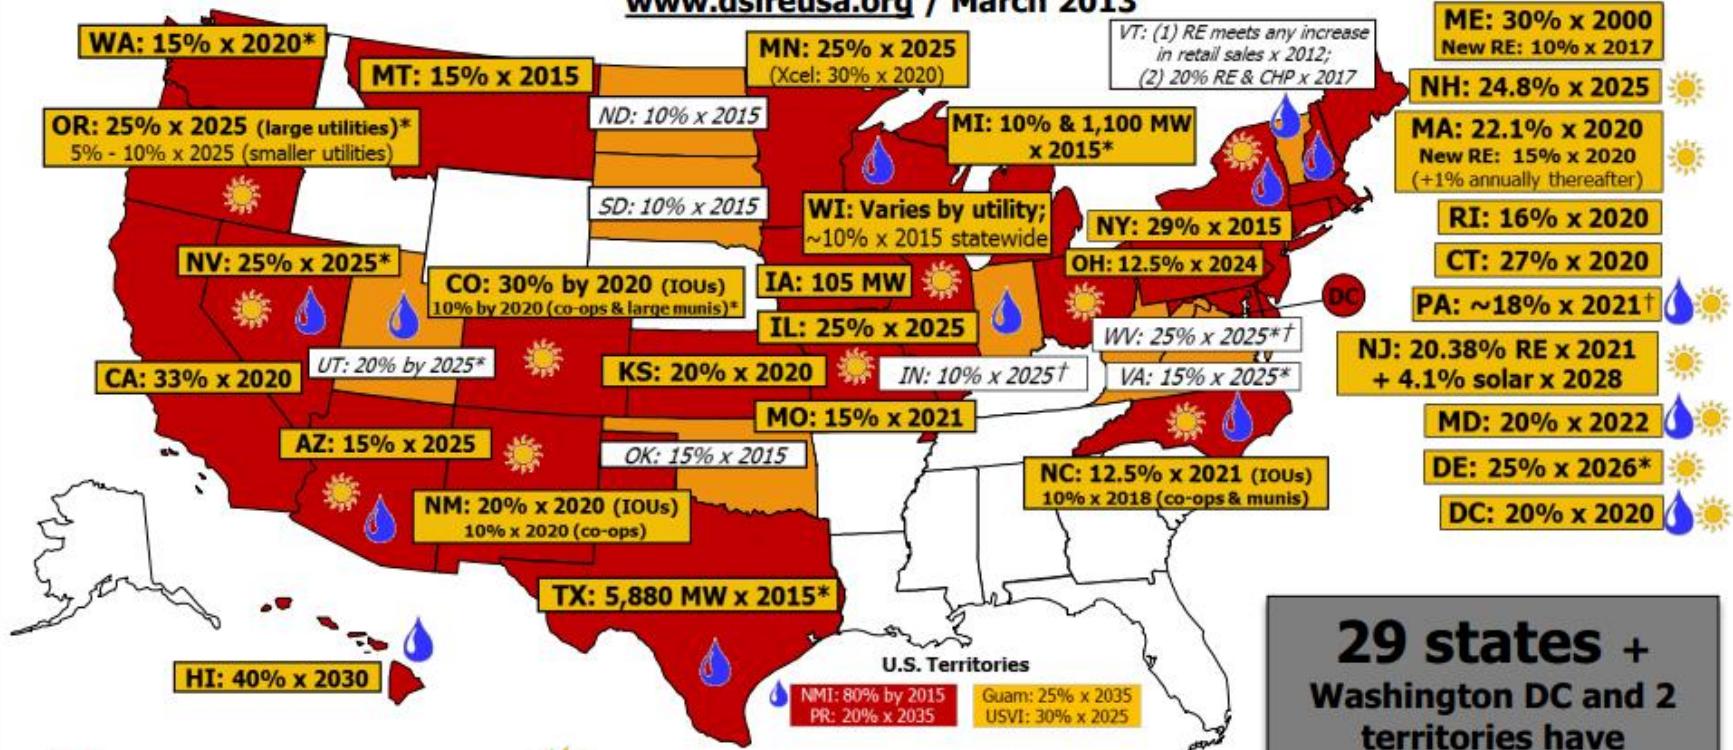 www.dsireusa.org / March 2013
WA: 15% x 2020*
MT: 15% x 2015
MN: 25% x 2025
(Xcel: 30% x 2020)
VT: (1) RE meets any increase
in retail sales x 2012;
(2) 20% RE & CHP x 2017
ME: 30% x 2000
New RE: 10% x 2017
NH: 24.8% x 2025
OR: 25% x 2025 (large utilities)*
5% - 10% x 2025 (smaller utilities)
ND: 10% x 2015
MI: 10% & 1,100 MW
x 2015*
MA: 22.1% x 2020
New RE: 15% x 2020
(+1% annually thereafter)
SD: 10% x 2015
WI: Varies by utility;
~10% x 2015 statewide
NY: 29% x 2015
RI: 16% x 2020
CT: 27% x 2020
NV: 25% x 2025*
CO: 30% by 2020 (IOUs)
10% by 2020 (co-ops & large munis)*
IA: 105 MW
OH: 12.5% x 2024
DC
PA: ~18% x 2021†
IL: 25% x 2025
WV: 25% x 2025*†
NJ: 20.38% RE x 2021
+ 4.1% solar x 2028
CA: 33% x 2020
UT: 20% by 2025*
KS: 20% x 2020
IN: 10% x 2025†
VA: 15% x 2025*
MO: 15% x 2021
MD: 20% x 2022
AZ: 15% x 2025
OK: 15% x 2015
NC: 12.5% x 2021 (IOUs)
10% x 2018 (co-ops & munis)
DE: 25% x 2026*
NM: 20% x 2020 (IOUs)
10% x 2020 (co-ops)
DC: 20% x 2020
TX: 5,880 MW x 2015*
HI: 40% x 2030
U.S. Territories
NMI: 80% by 2015
PR: 20% x 2035
Guam: 25% x 2035
USVI: 30% x 2025
29 states +
Washington DC and 2
territories have